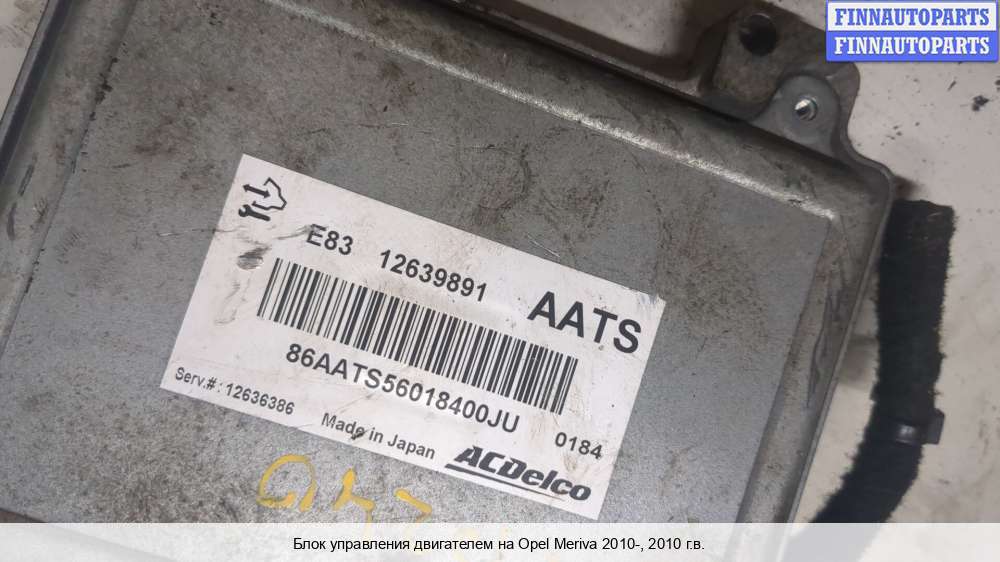 FINNAUTOPARTS
FINNAUTOPARTS
E83 12639891
AATS
86AATS56018400JU
0184
Serv.#: 12636386
Made in Japan
ACDelco
Блок управления двигателем на Opel Meriva 2010-, 2010 г.в.